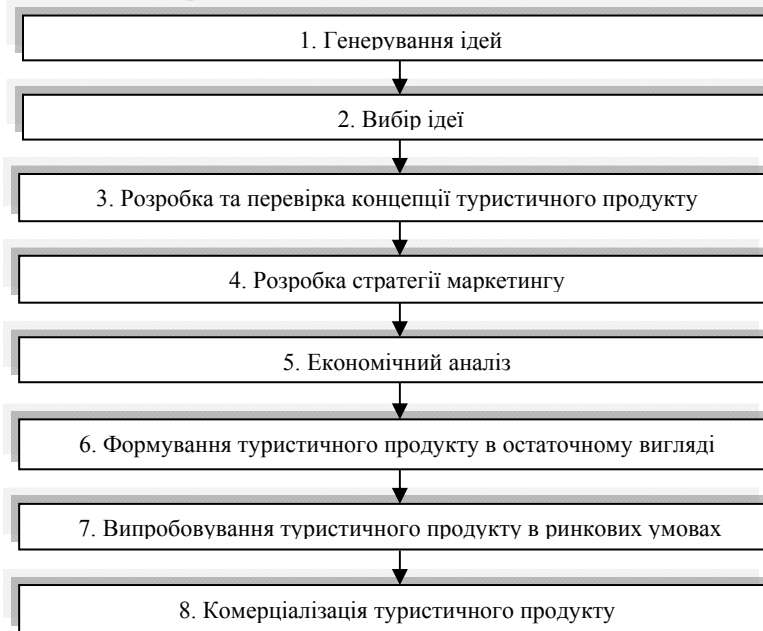 1. Генерування ідей
2. Вибір ідеї
3. Розробка та перевірка концепції туристичного продукту
4. Розробка стратегії маркетингу
5. Економічний аналіз
6. Формування туристичного продукту в остаточному вигляді
7. Випробовування туристичного продукту в ринкових умовах
8. Комерціалізація туристичного продукту